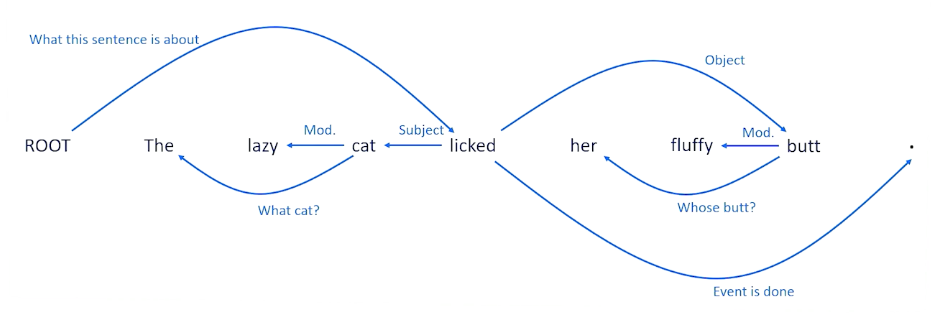 What this sentence is about
Object
Mod.
Subject
Mod.
ROOT The lazy cat licked her fluffy butt .
What cat?
Whose butt?
Event is done